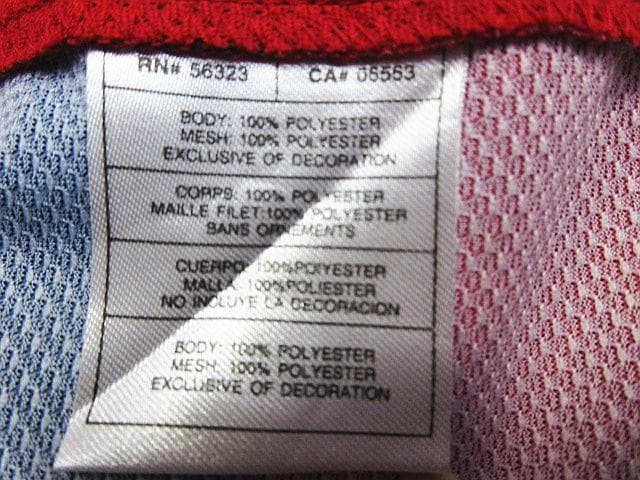 RN# 56323 CA# 05553
BODY: 100% POLYESTER
MESH: 100% POLYESTER
EXCLUSIVE OF DECORATION
CORPS: 100% POLYESTER
MAILLE FILET:100% POLYESTER
SANS ORNEMENTS
CUERPO: 100%POIYESTER
MALLA: 100%POLIESTER
NO INCLUYE LA DECORACION
BODY: 100% POLYESTER
MESH: 100% POLYESTER
EXCLUSIVE OF DECORATION